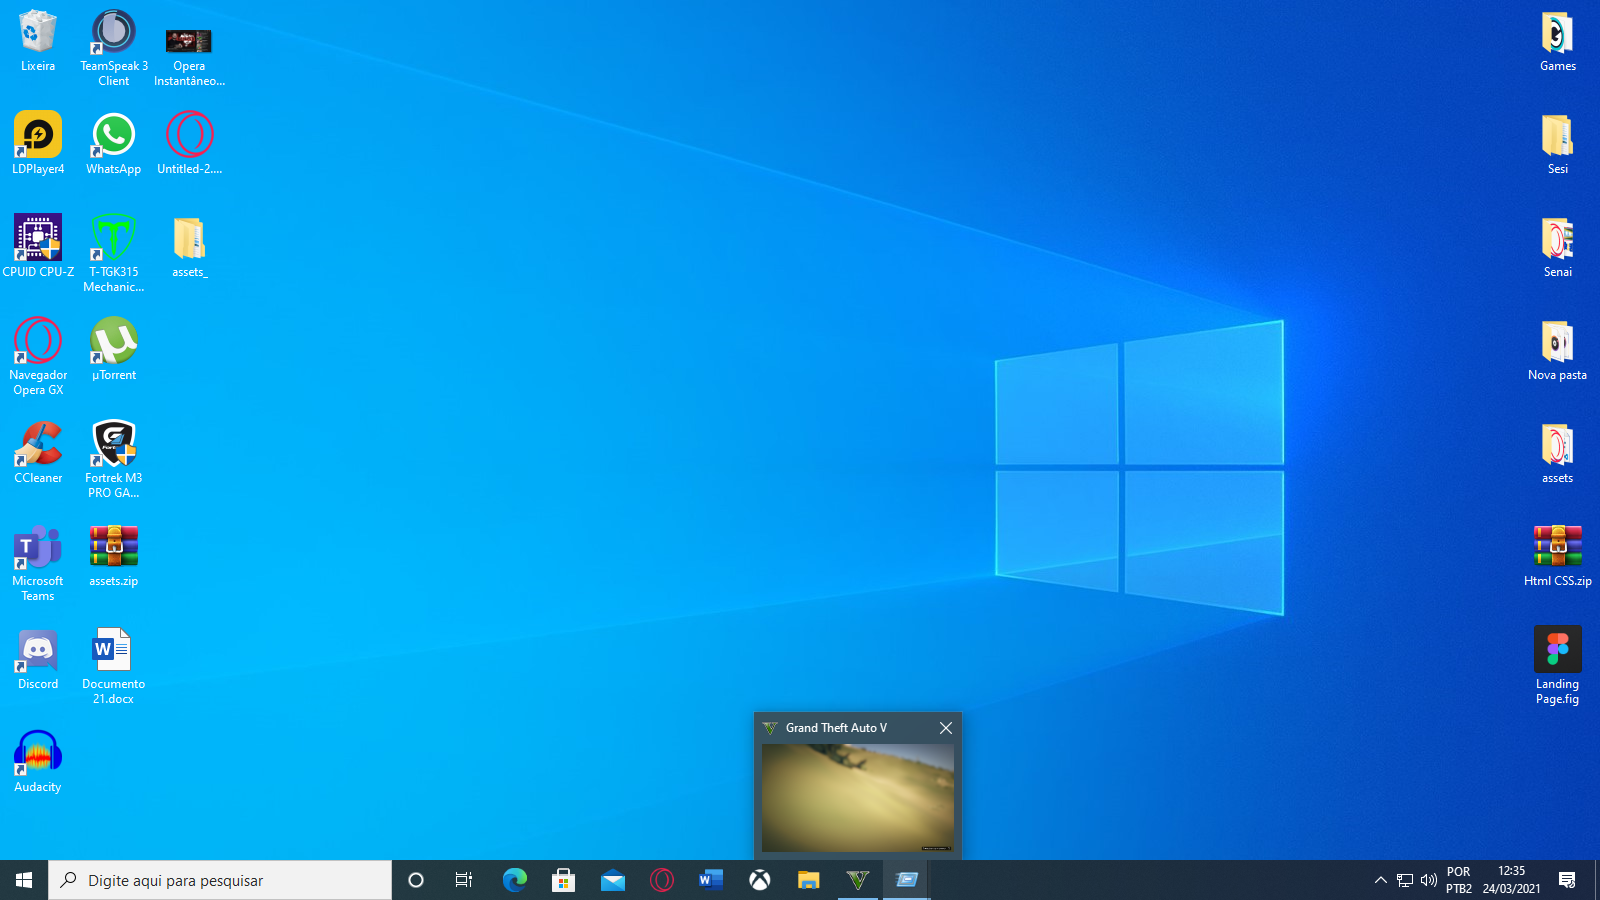 Lixeira
TeamSpeak 3
Client
Opera
Instantâneo...
LDPlayer4
WhatsApp
Untitled-2....
CPUID CPU-Z
T-TGK315
Mechanic...
assets_
Navegador
Opera GX
µTorrent
CCleaner
Fortrek M3
PRO GA...
Microsoft
Teams
assets.zip
Discord
Documento
21.docx
Audacity
Games
Sesi
Senai
Nova pasta
assets
Html CSS.zip
Landing
Page.fig
Grand Theft Auto V
Digite aqui para pesquisar
POR
PTB2
12:35
24/03/2021